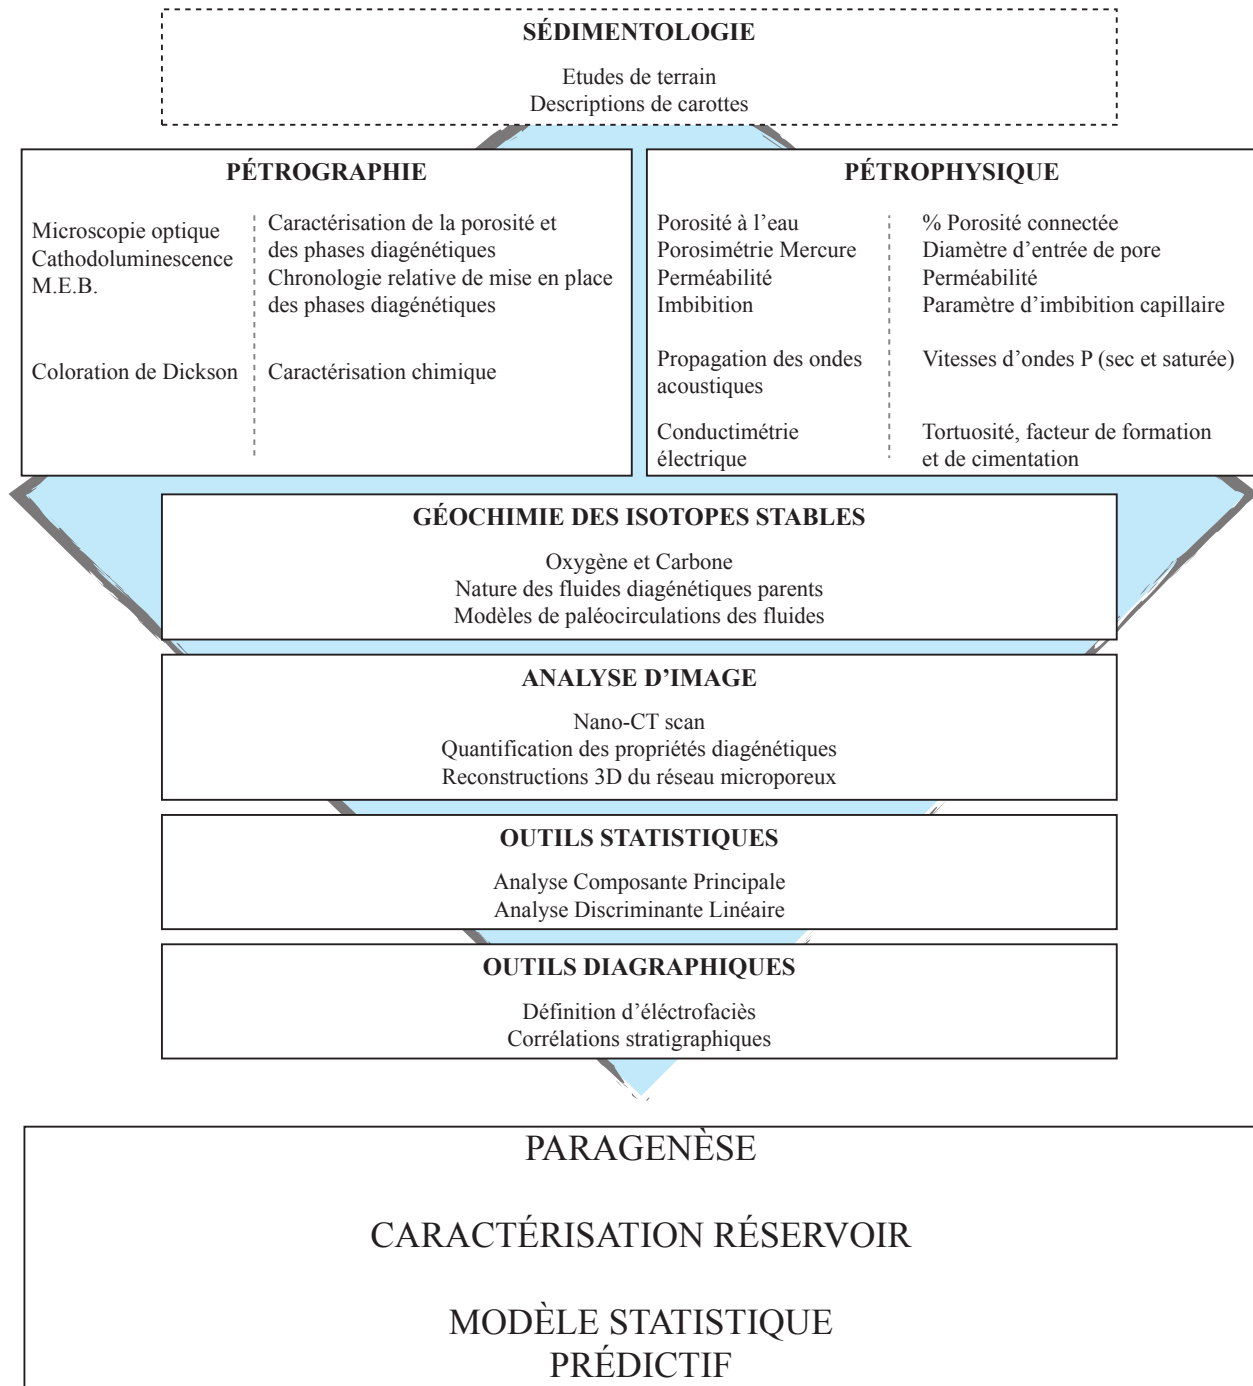 SÉDIMENTOLOGIE
Etudes de terrain
Descriptions de carottes
PÉTROGRAPHIE
Microscopie optique
Cathodoluminescence
M.E.B.
Coloration de Dickson
Caractérisation de la porosité et
des phases diagénétiques
Chronologie relative de mise en place
des phases diagénétiques
Caractérisation chimique
PÉTROPHYSIQUE
Porosité à l’eau
Porosimétrie Mercure
Perméabilité
Imbibition
Propagation des ondes
acoustiques
Conductimétrie
électrique
% Porosité connectée
Diamètre d’entrée de pore
Perméabilité
Paramètre d’imbibition capillaire
Vitesses d’ondes P (sec et saturée)
Tortuosité, facteur de formation
et de cimentation
GÉOCHIMIE DES ISOTOPES STABLES
Oxygène et Carbone
Nature des fluides diagénétiques parents
Modèles de paléocirculations des fluides
ANALYSE D’IMAGE
Nano-CT scan
Quantification des propriétés diagénétiques
Reconstructions 3D du réseau microporeux
OUTILS STATISTIQUES
Analyse Composante Principale
Analyse Discriminante Linéaire
OUTILS DIAGRAPHIQUES
Définition d’éléctrofaciès
Corrélations stratigraphiques
PARAGENÈSE
CARACTÉRISATION RÉSERVOIR
MODÈLE STATISTIQUE
PRÉDICTIF